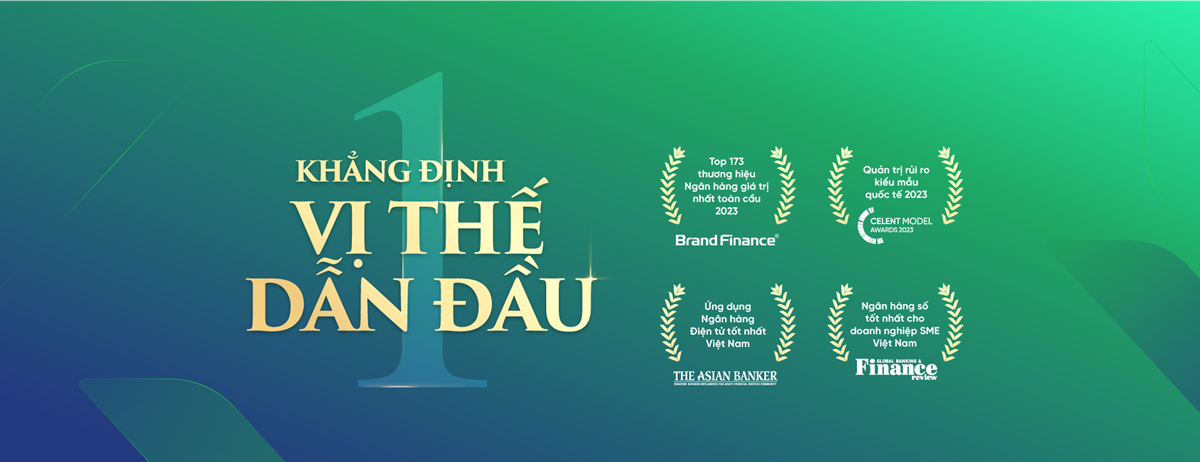 1
KHẲNG ĐỊNH
VỊ THẾ
DẪN ĐẦU
Top 173
thương hiệu
Ngân hàng giá trị
nhất toàn cầu
2023
Brand Finance®
Quản trị rủi ro
kiểu mẫu
quốc tế 2023
CELENT MODEL
AWARDS 2023
Ứng dụng
Ngân hàng
Điện tử tốt nhất
Việt Nam
THE ASIAN BANKER
Ngân hàng số
tốt nhất cho
doanh nghiệp SME
Việt Nam
GLOBAL BANKING &
Finance
review